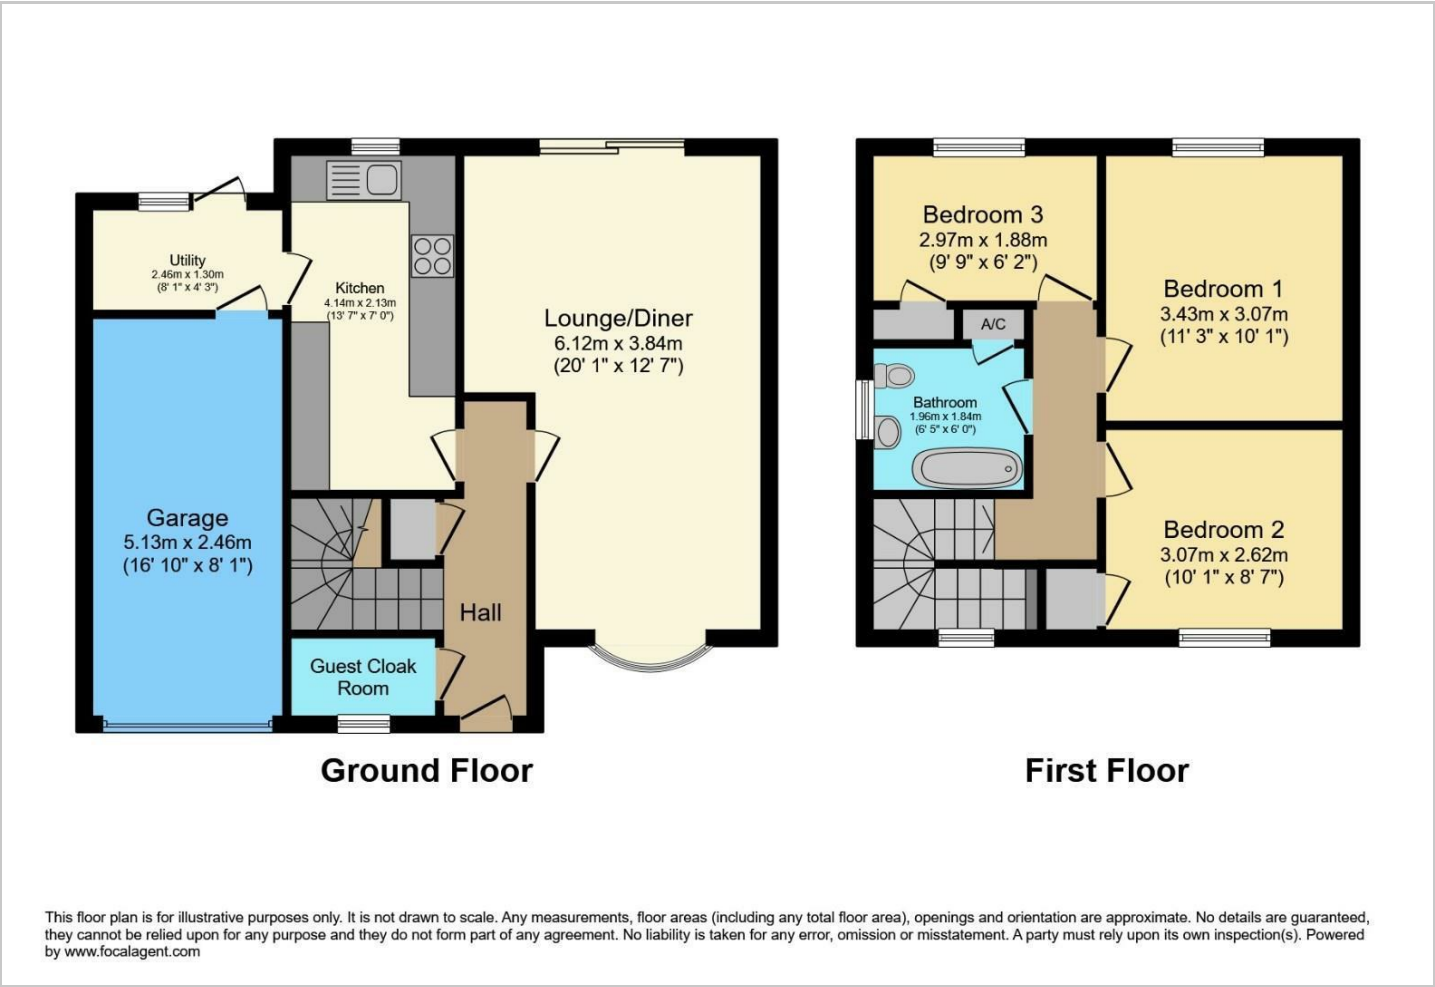 Utility
2.46m x 1.30m
(8' 1" x 4' 3")
Kitchen
4.14m x 2.13m
(13' 7" x 7' 0")
Lounge/Diner
6.12m x 3.84m
(20' 1" x 12' 7")
Garage
5.13m x 2.46m
(16' 10" x 8' 1")
Hall
Guest Cloak
Room
Ground Floor
Bedroom 3
2.97m x 1.88m
(9' 9" x 6' 2")
Bedroom 1
3.43m x 3.07m
(11' 3" x 10' 1")
A/C
Bathroom
1.96m x 1.84m
(6' 5" x 6' 0")
Bedroom 2
3.07m x 2.62m
(10' 1" x 8' 7")
First Floor
This floor plan is for illustrative purposes only. It is not drawn to scale. Any measurements, floor areas (including any total floor area), openings and orientation are approximate. No details are guaranteed,
they cannot be relied upon for any purpose and they do not form part of any agreement. No liability is taken for any error, omission or misstatement. A party must rely upon its own inspection(s). Powered
by www.focalagent.com